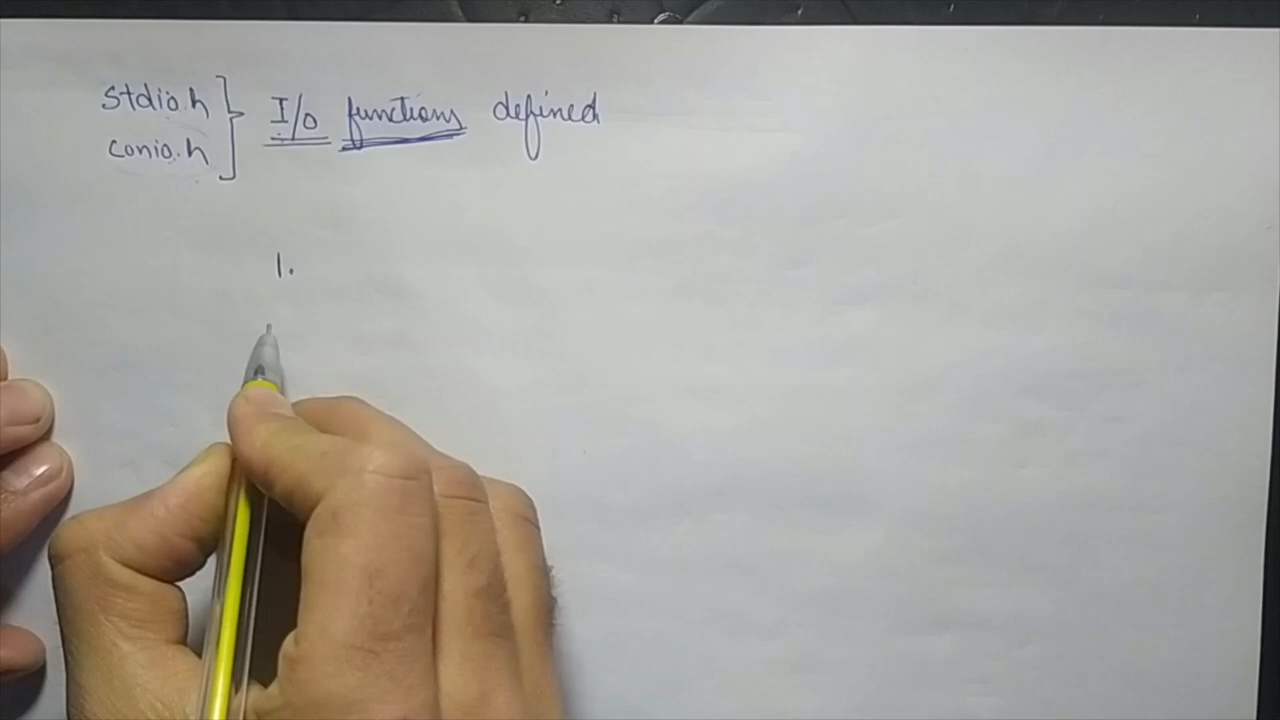 stdio.h } I/O functions defined
conio.h
1.